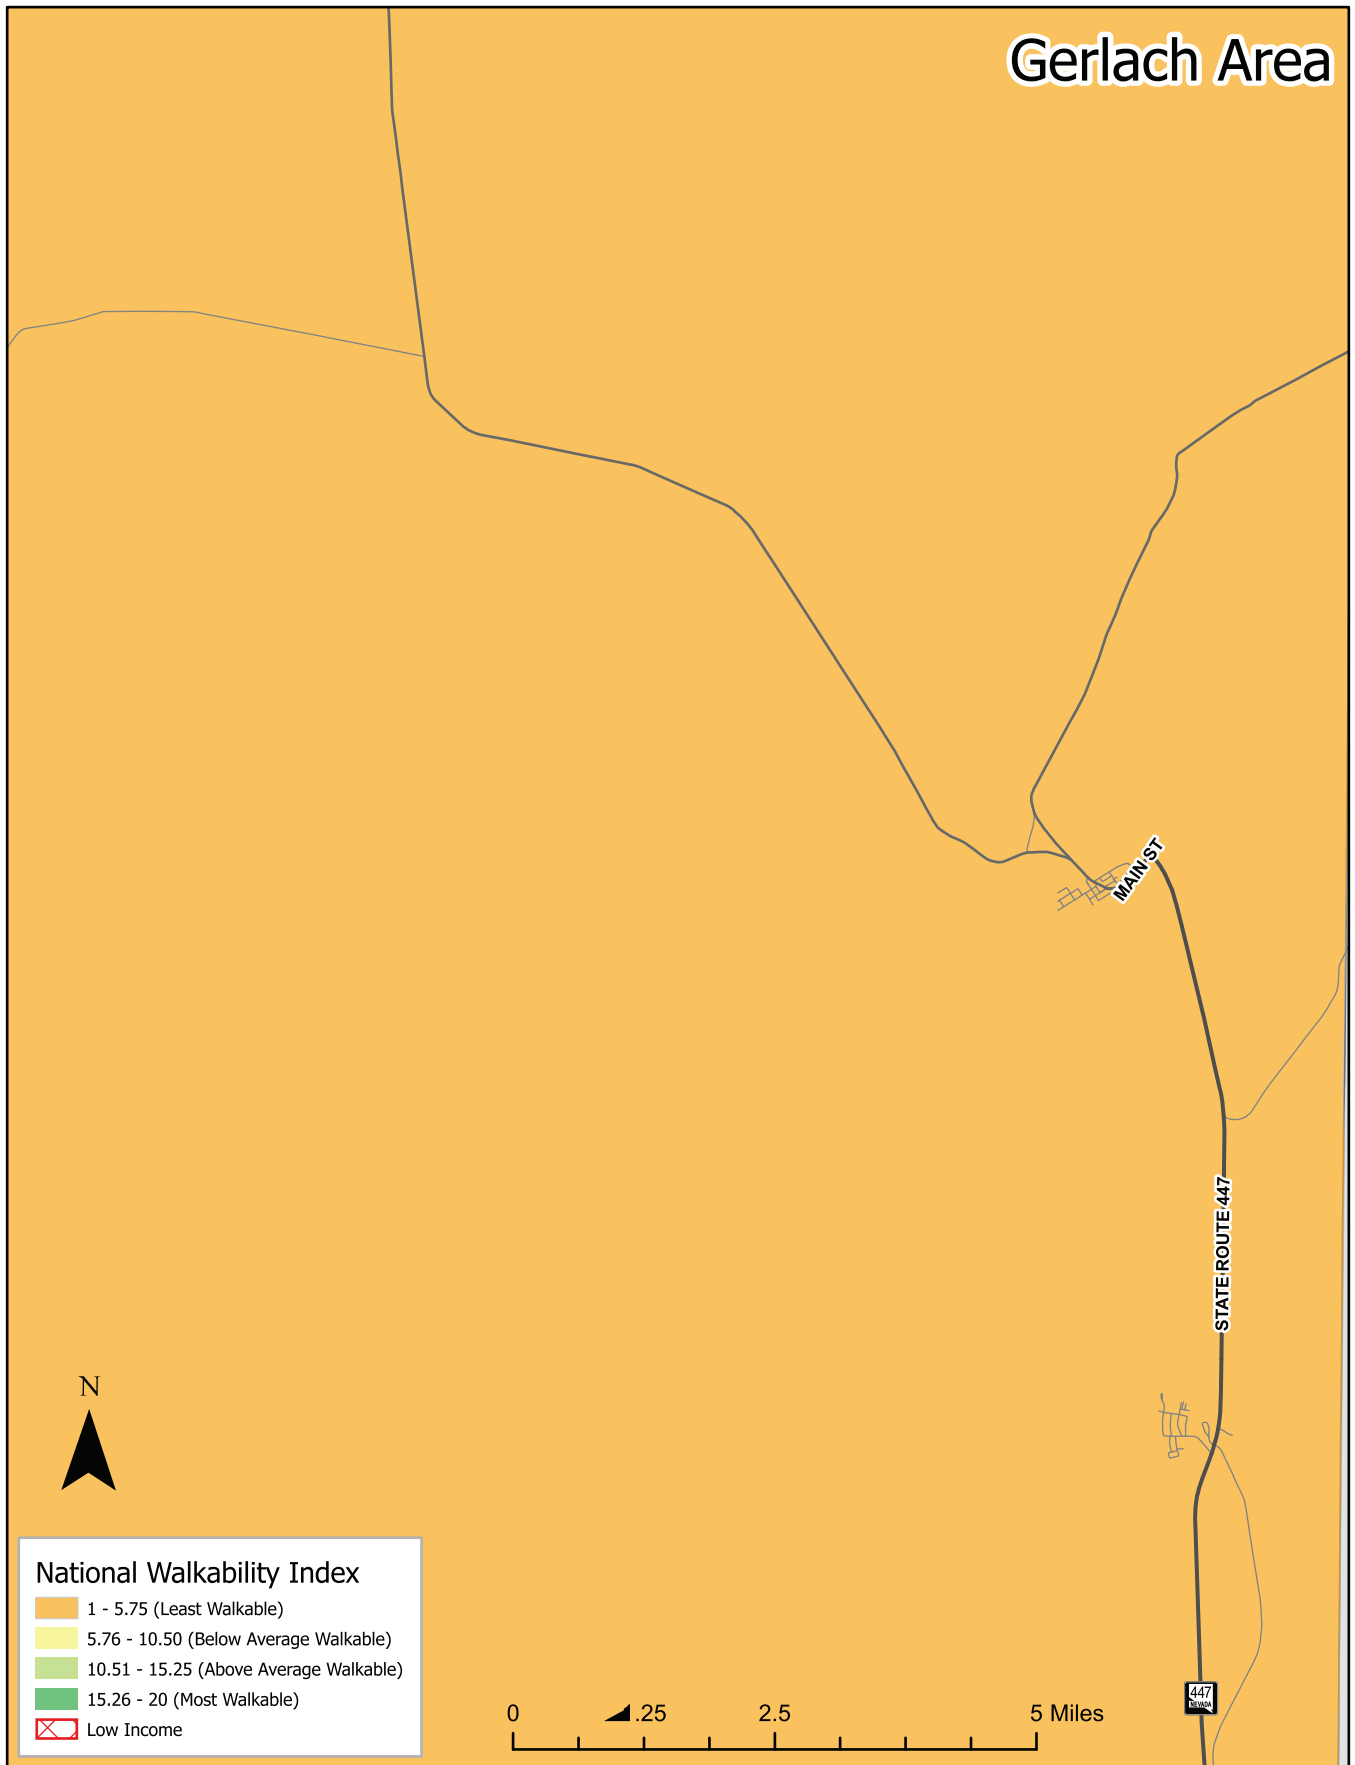 Gerlach Area
MAIN ST
STATE ROUTE 447
N
National Walkability Index
1 - 5.75 (Least Walkable)
5.76 - 10.50 (Below Average Walkable)
10.51 - 15.25 (Above Average Walkable)
15.26 - 20 (Most Walkable)
Low Income
0 .25 2.5 5 Miles
447
NEVADA